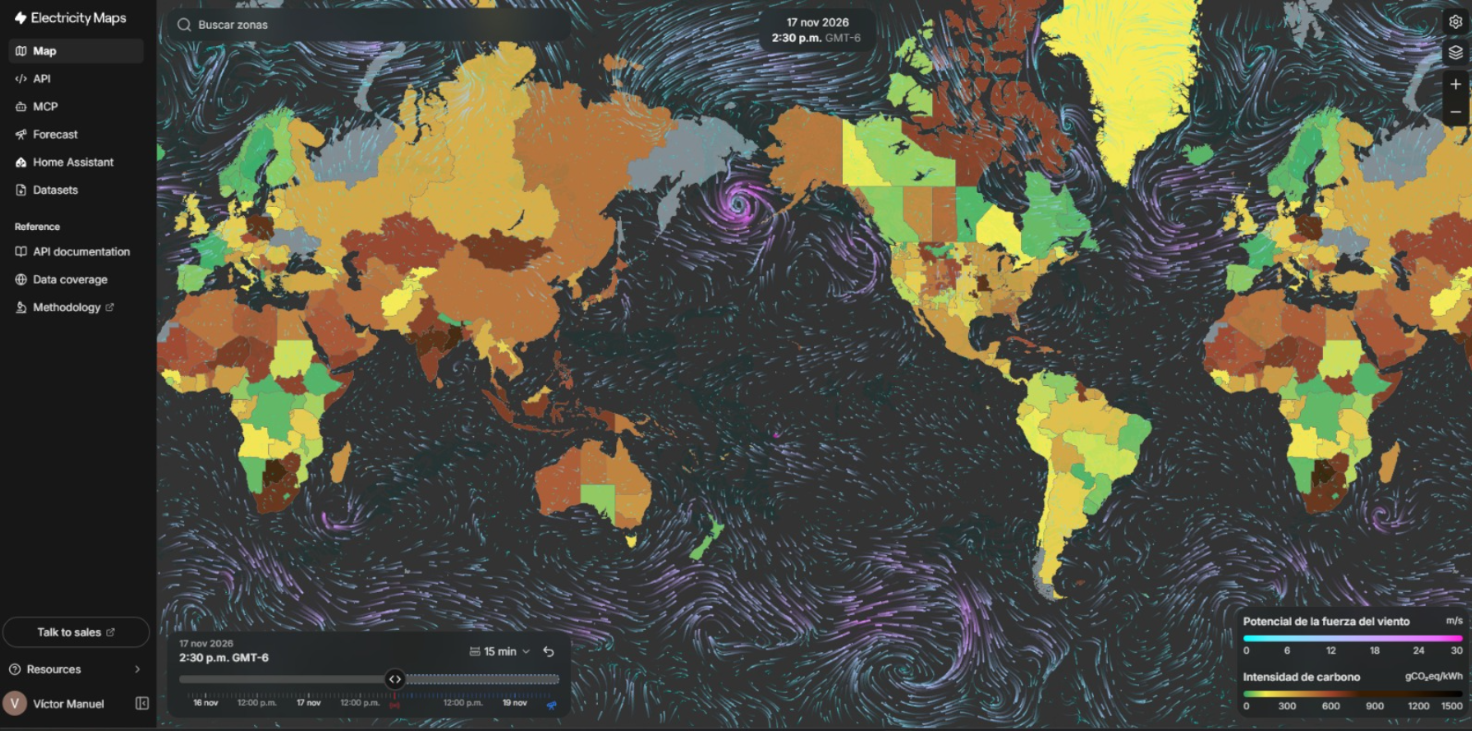 Electricity Maps
Map
API
MCP
Forecast
Home Assistant
Datasets
Reference
API documentation
Data coverage
Methodology
Talk to sales
Resources
V Víctor Manuel
Buscar zonas
17 nov 2026
2:30 p.m. GMT-6
+
−
17 nov 2026
2:30 p.m. GMT-6
15 min
16 nov 12:00 p.m. 17 nov 12:00 p.m. 12:00 p.m. 19 nov
Potencial de la fuerza del viento m/s
0 6 12 18 24 30
Intensidad de carbono gCO₂eq/kWh
0 300 600 900 1200 1500